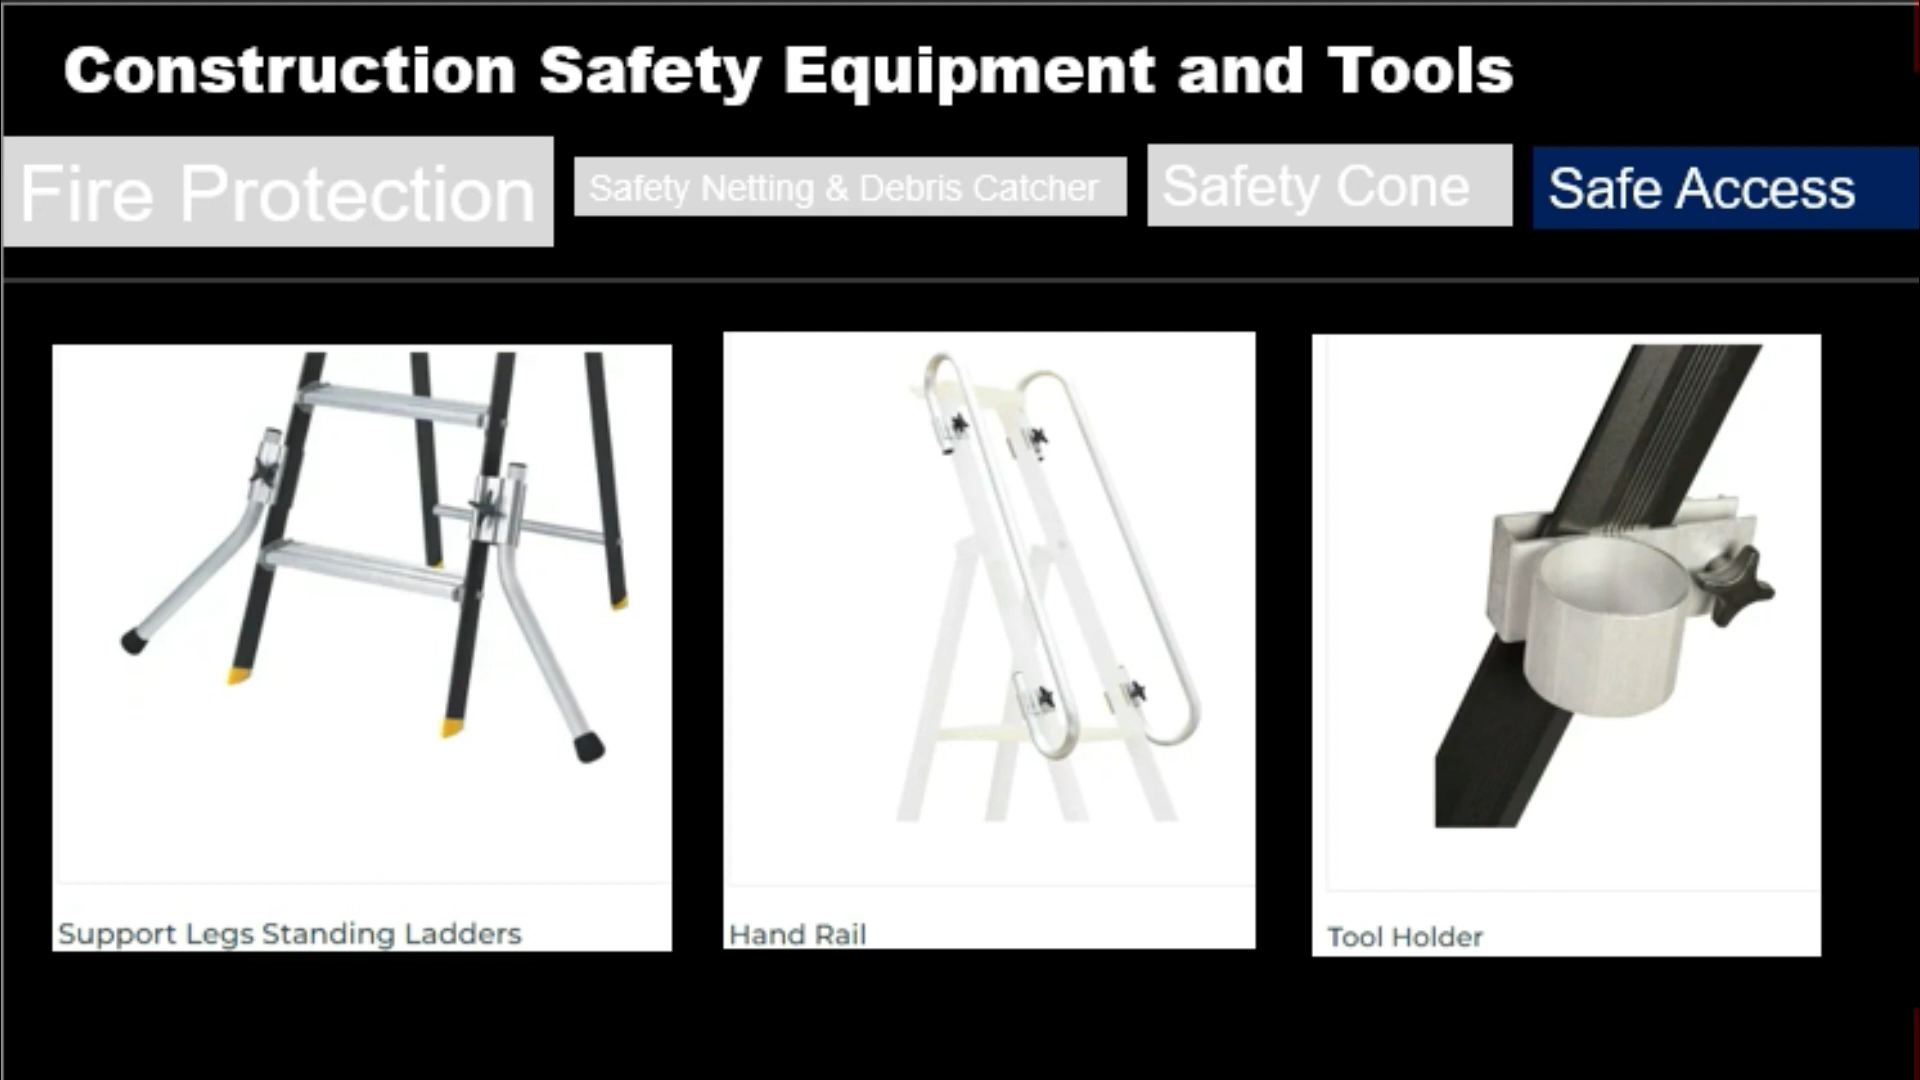 Construction Safety Equipment and Tools
Fire Protection
Safety Netting & Debris Catcher
Safety Cone
Safe Access
Support Legs Standing Ladders
Hand Rail
Tool Holder